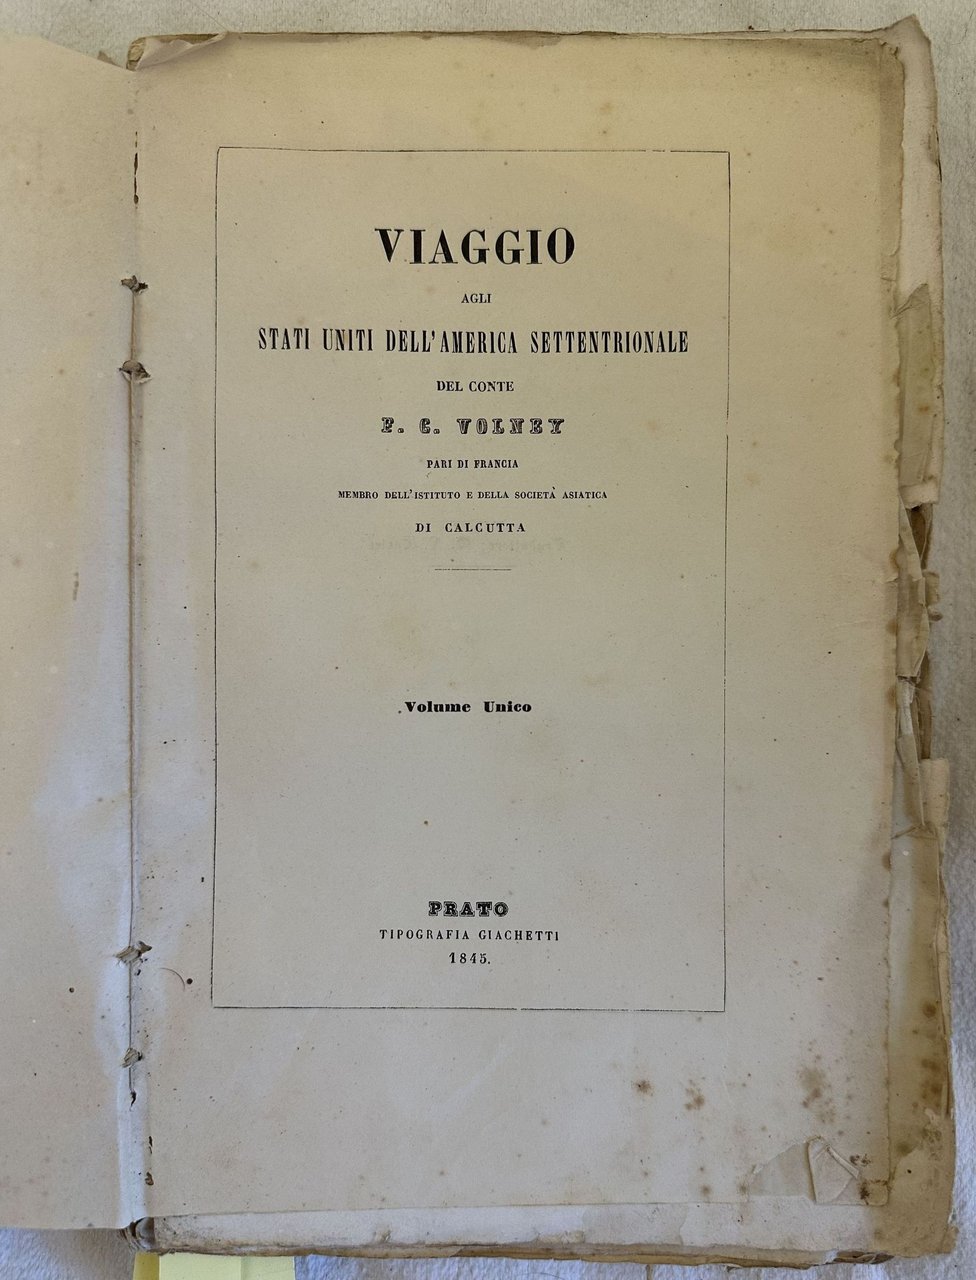 VIAGGIO
AGLI
STATI UNITI DELL'AMERICA SETTENTRIONALE
DEL CONTE
F. C. VOLNEY
PARI DI FRANCIA
MEMBRO DELL'ISTITUTO E DELLA SOCIETÀ ASIATICA
DI CALCUTTA
Volume Unico
PRATO
TIPOGRAFIA GIACHETTI
1845.